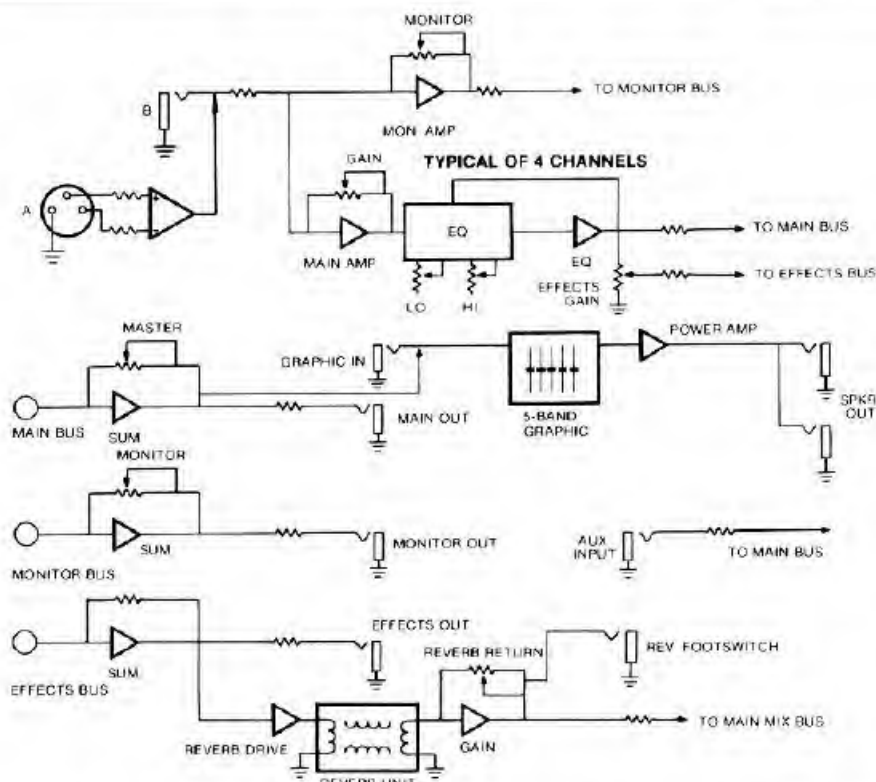 MONITOR
B
TO MONITOR BUS
MON AMP
TYPICAL OF 4 CHANNELS
GAIN
A
EQ
MAIN AMP
EQ
TO MAIN BUS
TO EFFECTS BUS
LO
HI
EFFECTS
GAIN
MASTER
POWER AMP
GRAPHIC IN
MAIN OUT
SPKR
OUT
MAIN BUS
SUM
5-BAND
GRAPHIC
MONITOR
SUM
MONITOR OUT
AUX
INPUT
TO MAIN BUS
MONITOR BUS
EFFECTS OUT
REVERB RETURN
REV FOOTSWITCH
SUM
EFFECTS BUS
REVERB DRIVE
GAIN
TO MAIN MIX BUS
REVERB UNIT